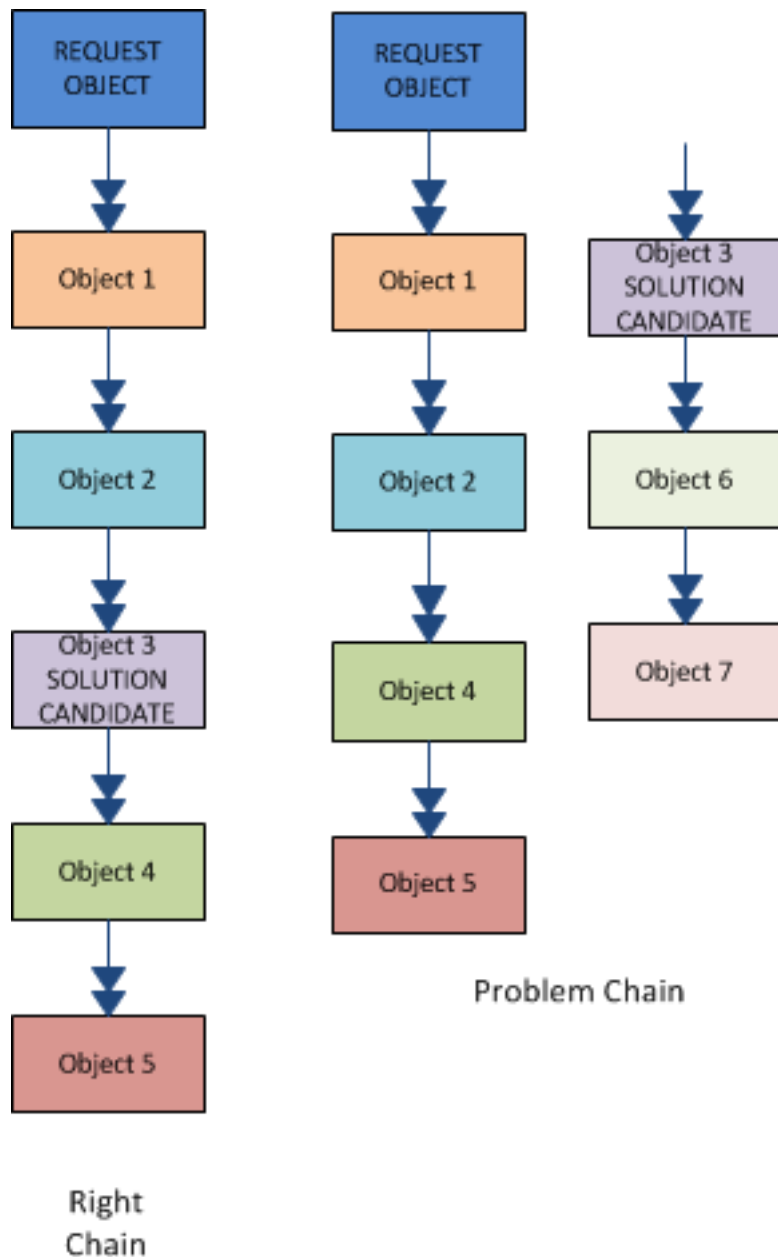 REQUEST
OBJECT
Object 1
Object 2
Object 3
SOLUTION
CANDIDATE
Object 4
Object 5
Right
Chain
REQUEST
OBJECT
Object 1
Object 2
Object 4
Object 5
Object 3
SOLUTION
CANDIDATE
Object 6
Object 7
Problem Chain